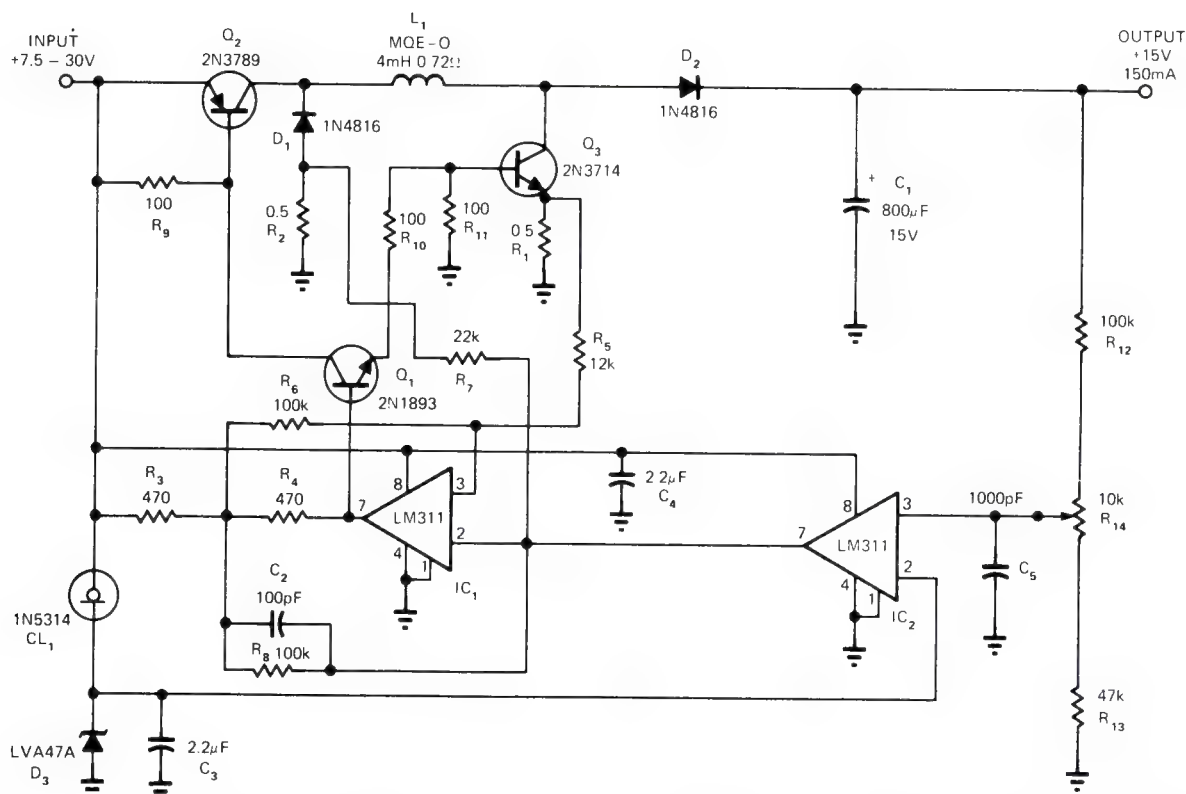 INPUT
+7.5 – 30V
Q2
2N3789
L1
MQE-O
4mH 0 72Ω
D2
1N4816
OUTPUT
+15V
150mA
D1
1N4816
Q3
2N3714
100
R9
0.5
R2
100
R10
100
R11
0 5
R1
+
C1
800μF
15V
22k
R7
R5
12k
100k
R12
Q1
2N1893
R6
100k
R3
470
R4
470
7
8
3
LM311
2
4
1
IC1
2 2μF
C4
7
8
3
LM311
2
4
1
IC2
1000pF
C5
10k
R14
C2
100pF
R8
100k
1N5314
CL1
47k
R13
LVA47A
D3
2.2μF
C3